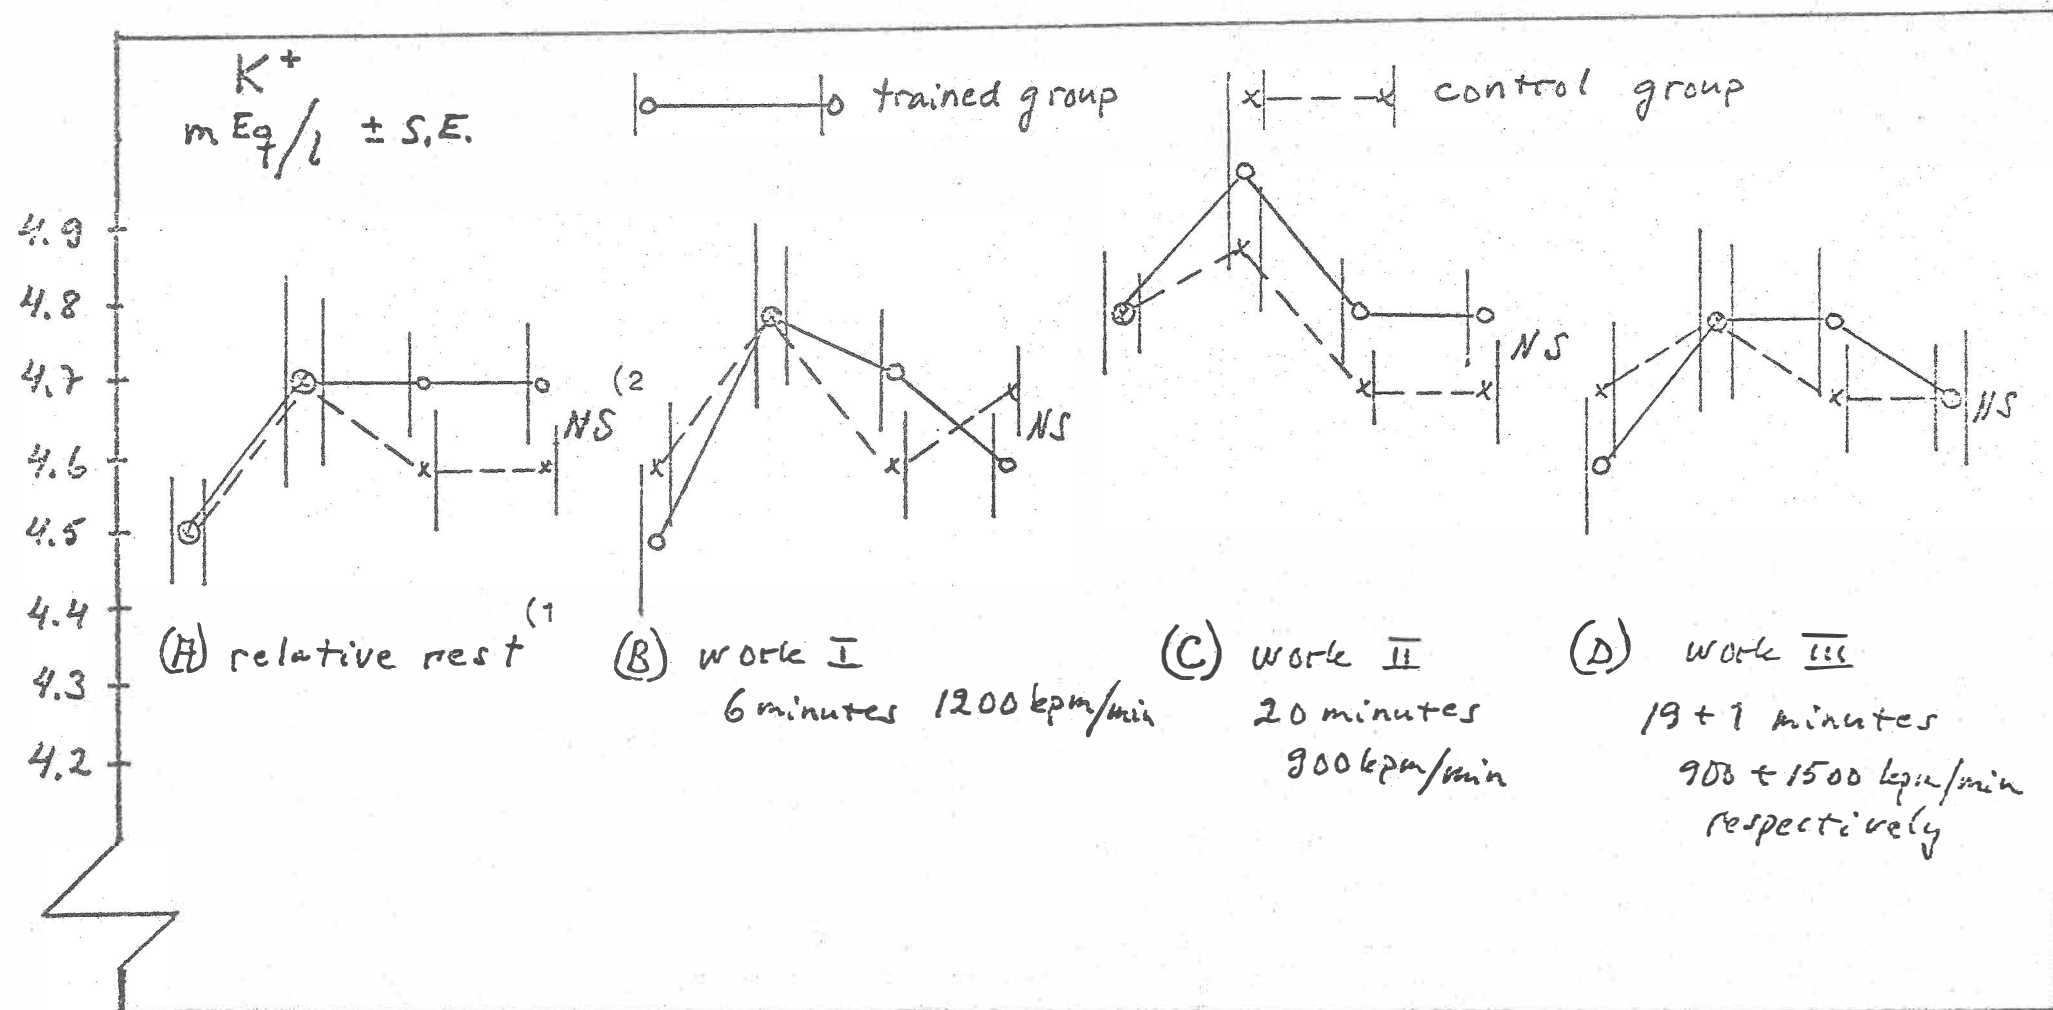 K+
mEq/l ± S.E.
trained group
control group
4.9
4.8
4.7
4.6
4.5
4.4
4.3
4.2
NS (2
NS
NS
NS
(A) relative rest (1
(B) work I
6 minutes 1200 kpm/min
(C) work II
20 minutes
900 kpm/min
(D) work III
19 + 1 minutes
900 + 1500 kpm/min
respectively